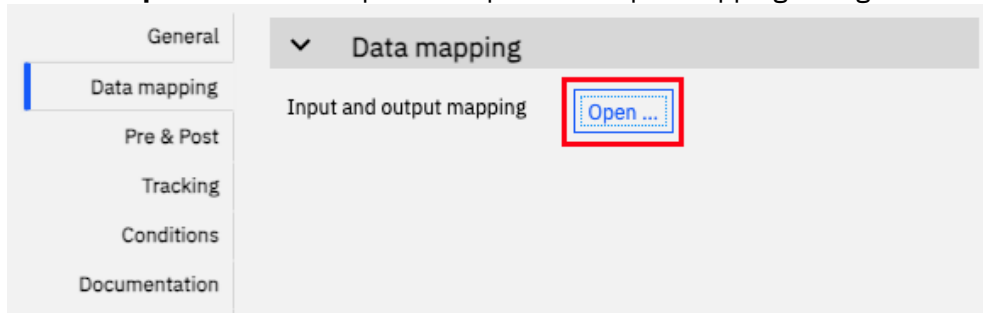 General
Data mapping
Pre & Post
Tracking
Conditions
Documentation
Data mapping
Input and output mapping
Open ...